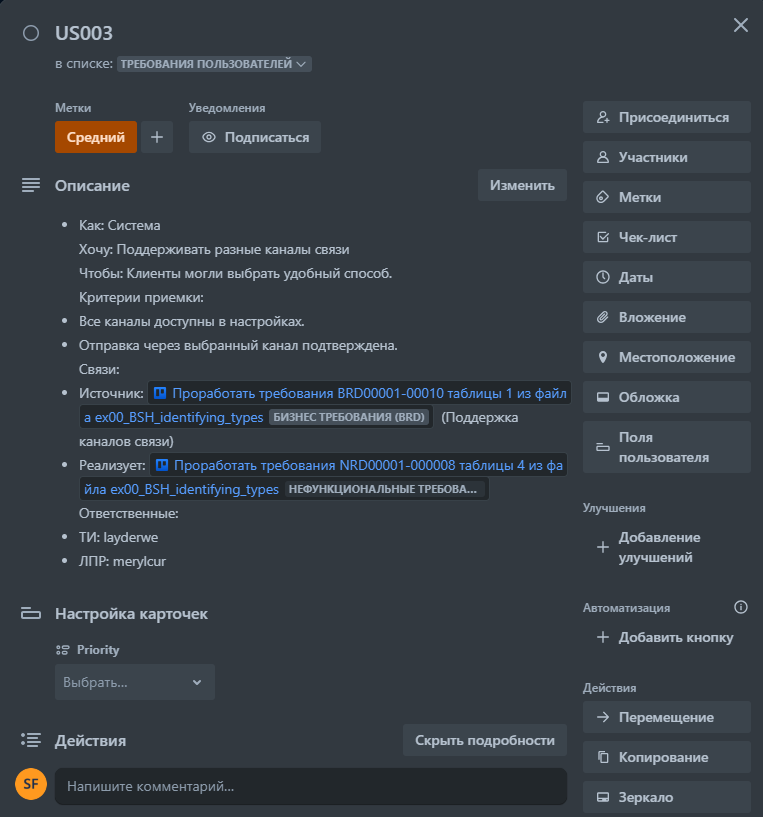 US003
в списке: ТРЕБОВАНИЯ ПОЛЬЗОВАТЕЛЕЙ
Метки
Уведомления
Средний
Подписаться
Описание
Изменить
Как: Система
Хочу: Поддерживать разные каналы связи
Чтобы: Клиенты могли выбрать удобный способ.
Критерии приемки:
Все каналы доступны в настройках.
Отправка через выбранный канал подтверждена.
Связи:
Источник: Проработать требования BRD00001-00010 таблицы 1 из файл
а ex00_BSH_identifying_types БИЗНЕС ТРЕБОВАНИЯ (BRD) (Поддержка
каналов связи)
Реализует: Проработать требования NRD00001-000008 таблицы 4 из фа
йла ex00_BSH_identifying_types НЕФУНКЦИОНАЛЬНЫЕ ТРЕБОВА...
Ответственные:
ТИ: layderwe
ЛПР: merylcur
Настройка карточек
Priority
Выбрать...
Действия
Скрыть подробности
SF
Напишите комментарий...
Присоединиться
Участники
Метки
Чек-лист
Даты
Вложение
Местоположение
Обложка
Поля
пользователя
Улучшения
Добавление
улучшений
Автоматизация
Добавить кнопку
Действия
Перемещение
Копирование
Зеркало